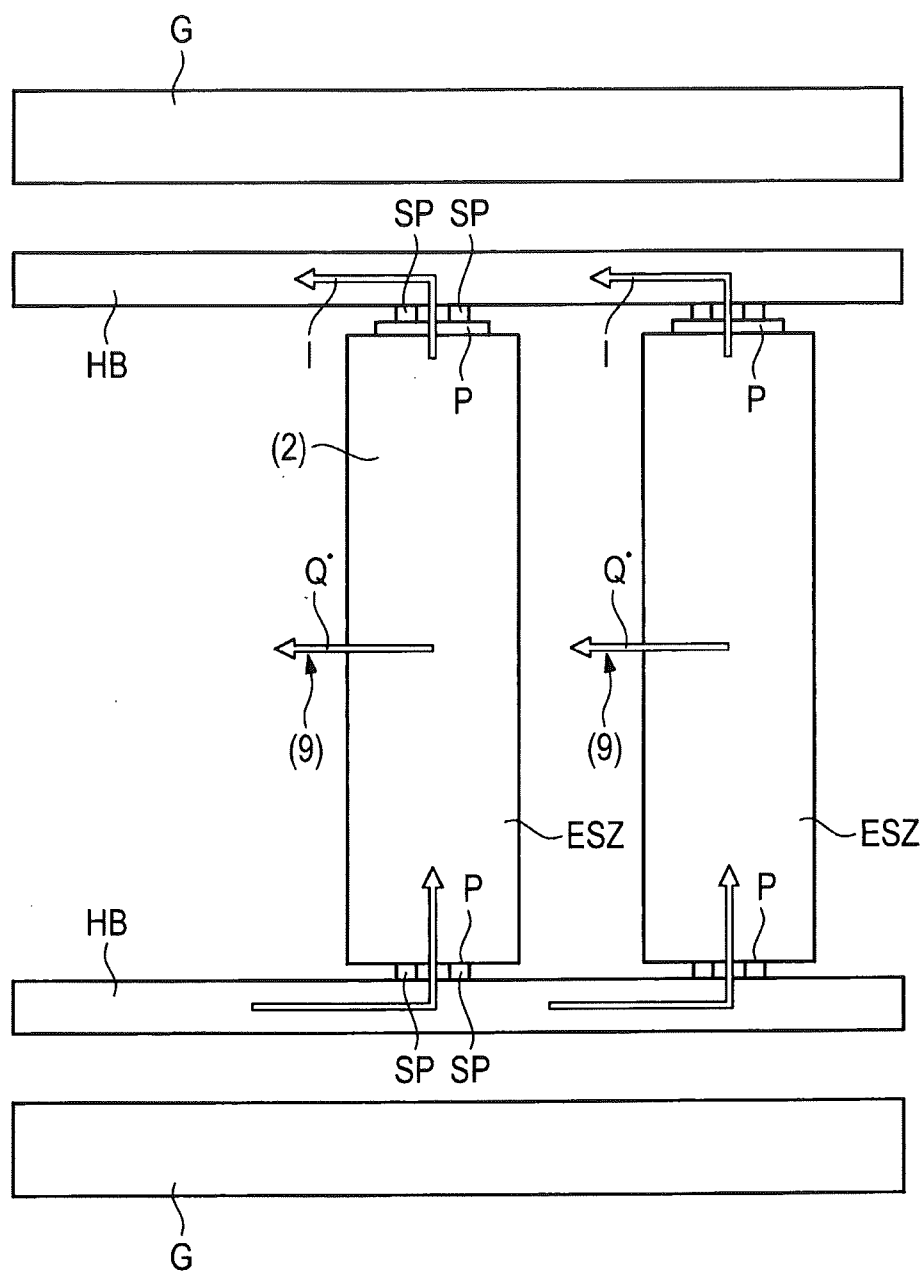 G
SP SP
HB I P I P
(2)
Q̇ Q̇
(9) (9)
ESZ ESZ
HB P P
SP SP
G